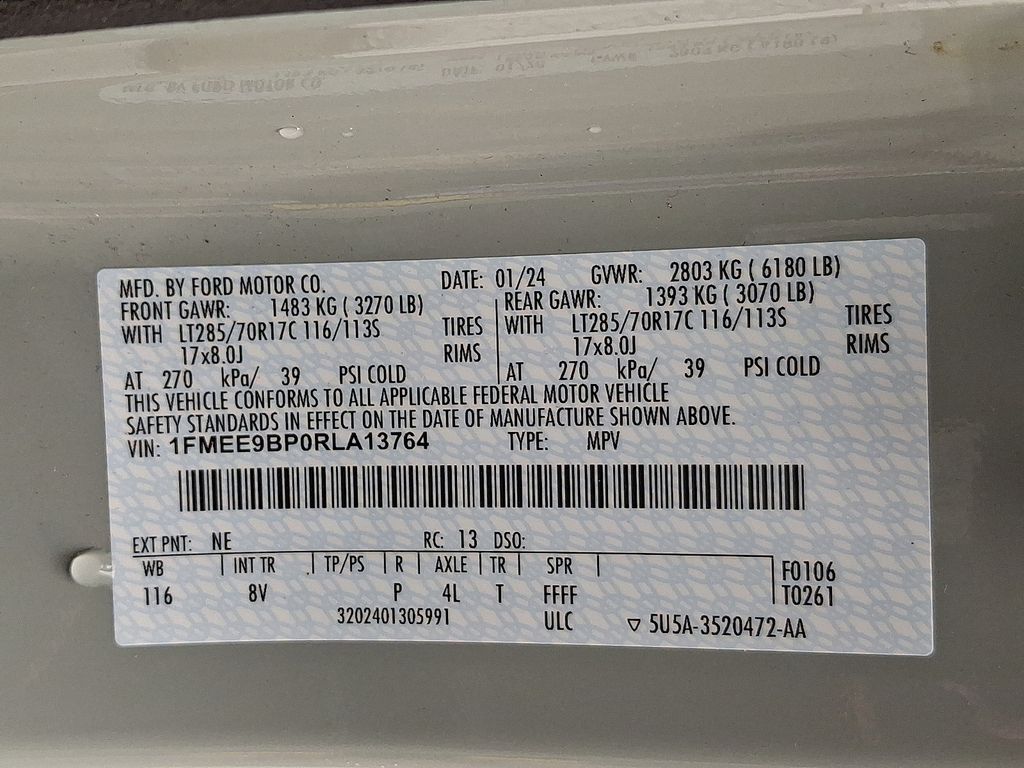 MFD. BY FORD MOTOR CO. DATE: 01/24 GVWR: 2803 KG ( 6180 LB)
FRONT GAWR: 1483 KG ( 3270 LB) REAR GAWR: 1393 KG ( 3070 LB)
WITH LT285/70R17C 116/113S TIRES WITH LT285/70R17C 116/113S TIRES
17x8.0J RIMS 17x8.0J RIMS
AT 270 kPa/ 39 PSI COLD AT 270 kPa/ 39 PSI COLD
THIS VEHICLE CONFORMS TO ALL APPLICABLE FEDERAL MOTOR VEHICLE
SAFETY STANDARDS IN EFFECT ON THE DATE OF MANUFACTURE SHOWN ABOVE.
VIN: 1FMEE9BP0RLA13764 TYPE: MPV
EXT PNT: NE RC: 13 DSO:
WB INT TR TP/PS R AXLE TR SPR F0106
116 8V P 4L T FFFF T0261
3202401305991 ULC ▽ 5U5A-3520472-AA